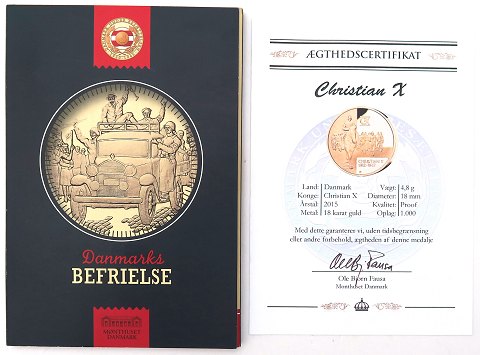 Danmarks
BEFRIELSE
MØNTHUSET
DANMARK
ÆGTHEDSCERTIFIKAT
Christian X
CHRISTIAN X
Land: Danmark Vægt: 4,8 g
Konge: Christian X Diameter: 18 mm
Årstal: 2015 Kvalitet: Proof
Metal: 18 karat guld Oplag: 1.000
Med dette garanterer vi, uden tidsbegrænsning
eller andre forbehold, ægtheden af denne medalje
Ole Bjørn Fausa
Mønthuset Danmark